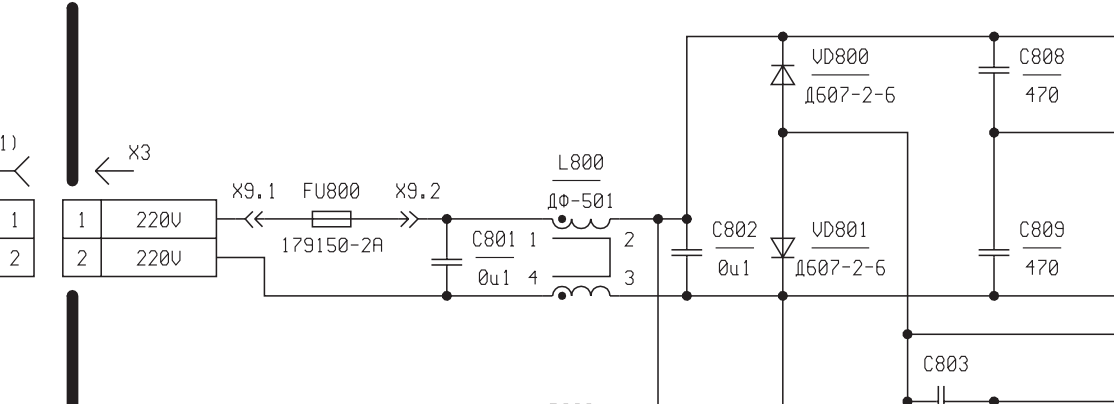 VD800
C808
Д607-2-6
470
1)
X3
L800
X9.1
FU800
X9.2
ДФ-501
1
1
220V
179150-2A
C801
1
2
C802
VD801
C809
2
2
220V
0u1
4
3
0u1
Д607-2-6
470
C803